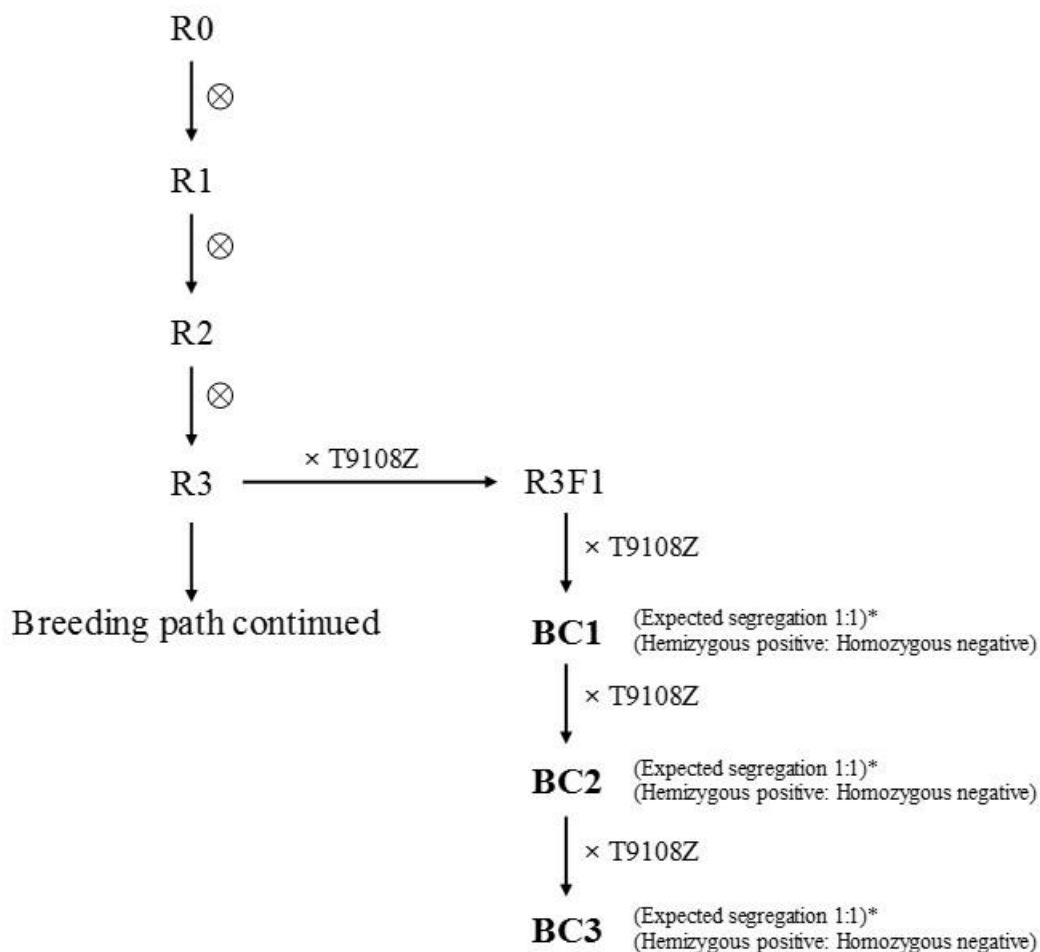 R0
⊗
R1
⊗
R2
⊗
R3
× T9108Z
R3F1
× T9108Z
Breeding path continued
BC1
(Expected segregation 1:1)*
(Hemizygous positive: Homozygous negative)
× T9108Z
BC2
(Expected segregation 1:1)*
(Hemizygous positive: Homozygous negative)
× T9108Z
BC3
(Expected segregation 1:1)*
(Hemizygous positive: Homozygous negative)